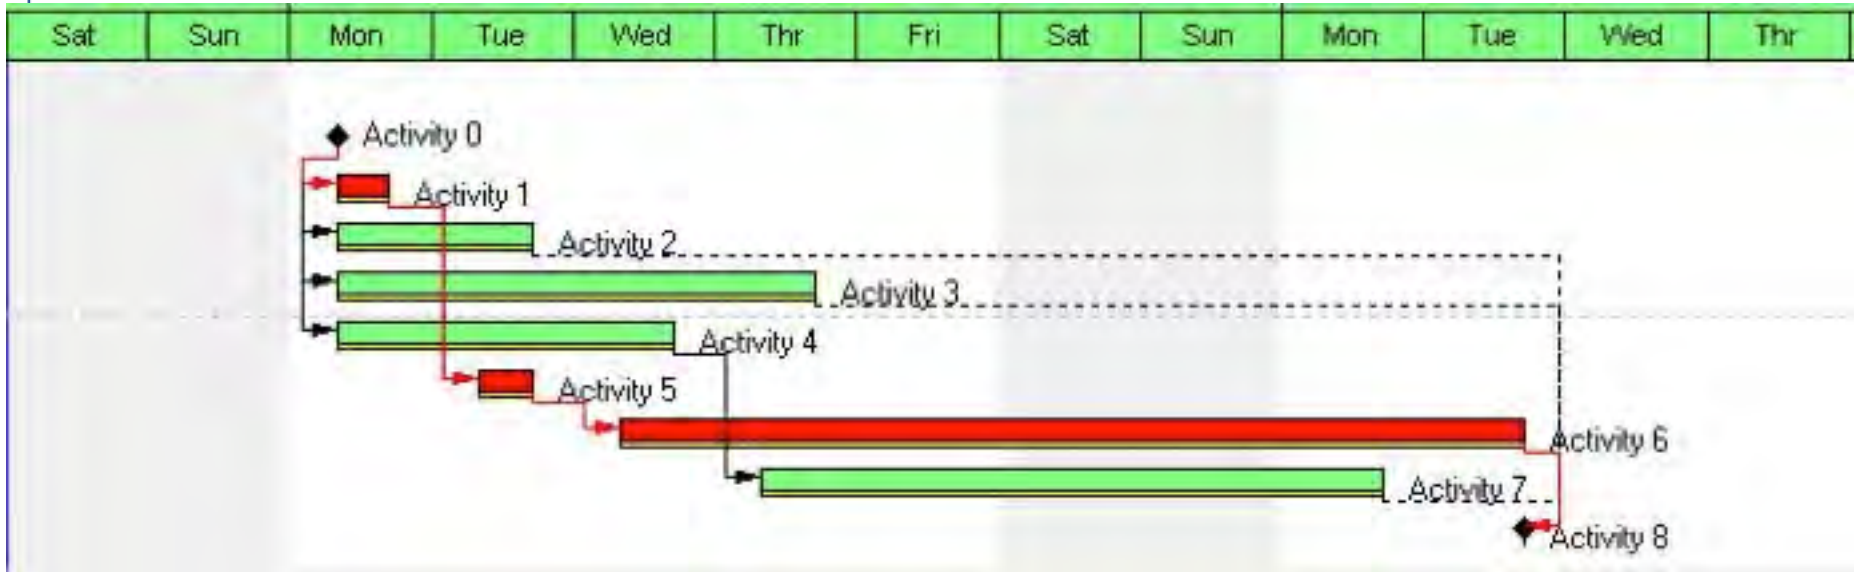 Sat Sun Mon Tue Wed Thr Fri Sat Sun Mon Tue Wed Thr
Activity 0
Activity 1
Activity 2
Activity 3
Activity 4
Activity 5
Activity 6
Activity 7
Activity 8